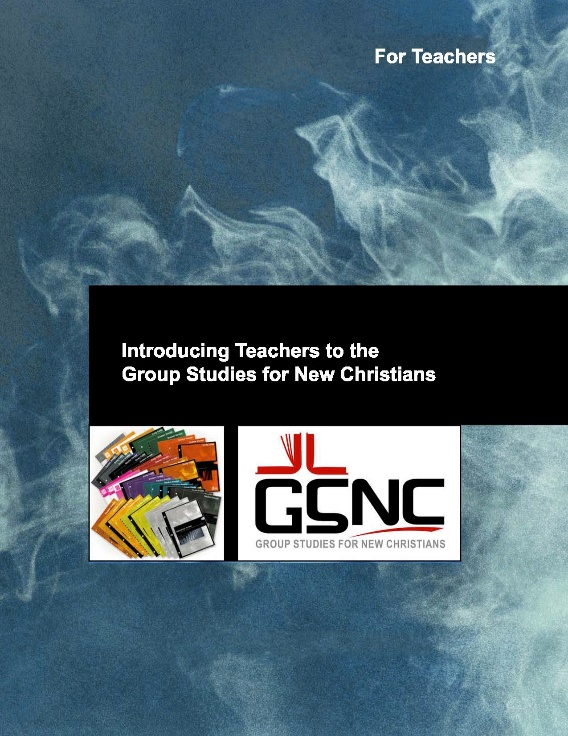 For Teachers
Introducing Teachers to the
Group Studies for New Christians
GSNC
GROUP STUDIES FOR NEW CHRISTIANS